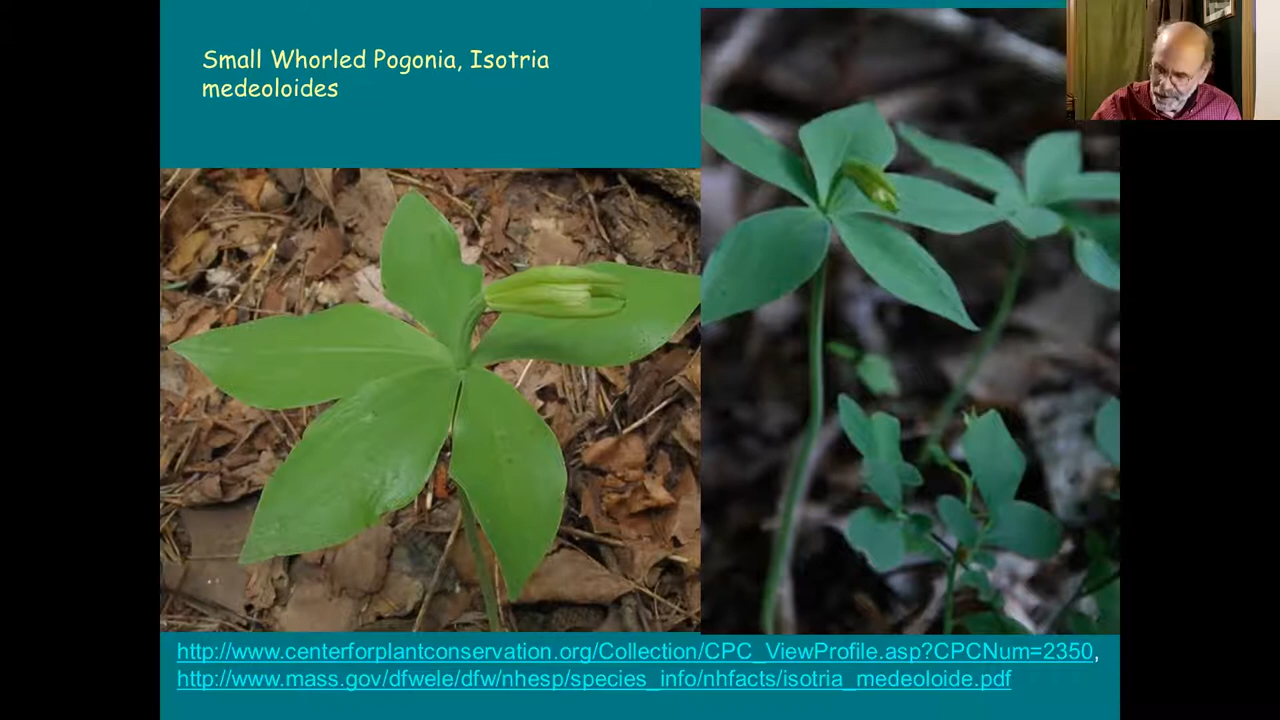 Small Whorled Pogonia, Isotria
medeoloides
http://www.centerforplantconservation.org/Collection/CPC_ViewProfile.asp?CPCNum=2350,
http://www.mass.gov/dfwele/dfw/nhesp/species_info/nhfacts/isotria_medeoloide.pdf